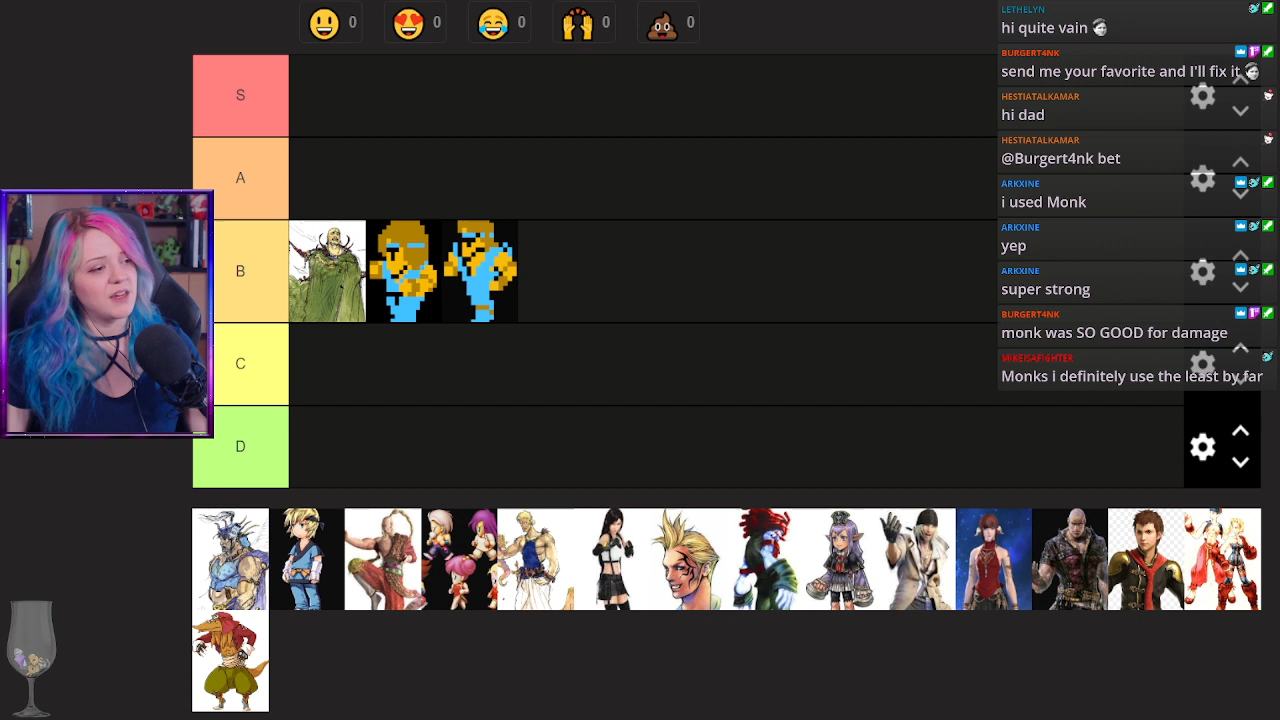 0
0
0
0
0
S
A
B
C
D
LETHELYN
hi quite vain
BURGERT4NK
send me your favorite and I'll fix it
HESTIATALKAMAR
hi dad
HESTIATALKAMAR
@Burgert4nk bet
ARKXINE
i used Monk
ARKXINE
yep
ARKXINE
super strong
BURGERT4NK
monk was SO GOOD for damage
MIKEISAFIGHTER
Monks i definitely use the least by far